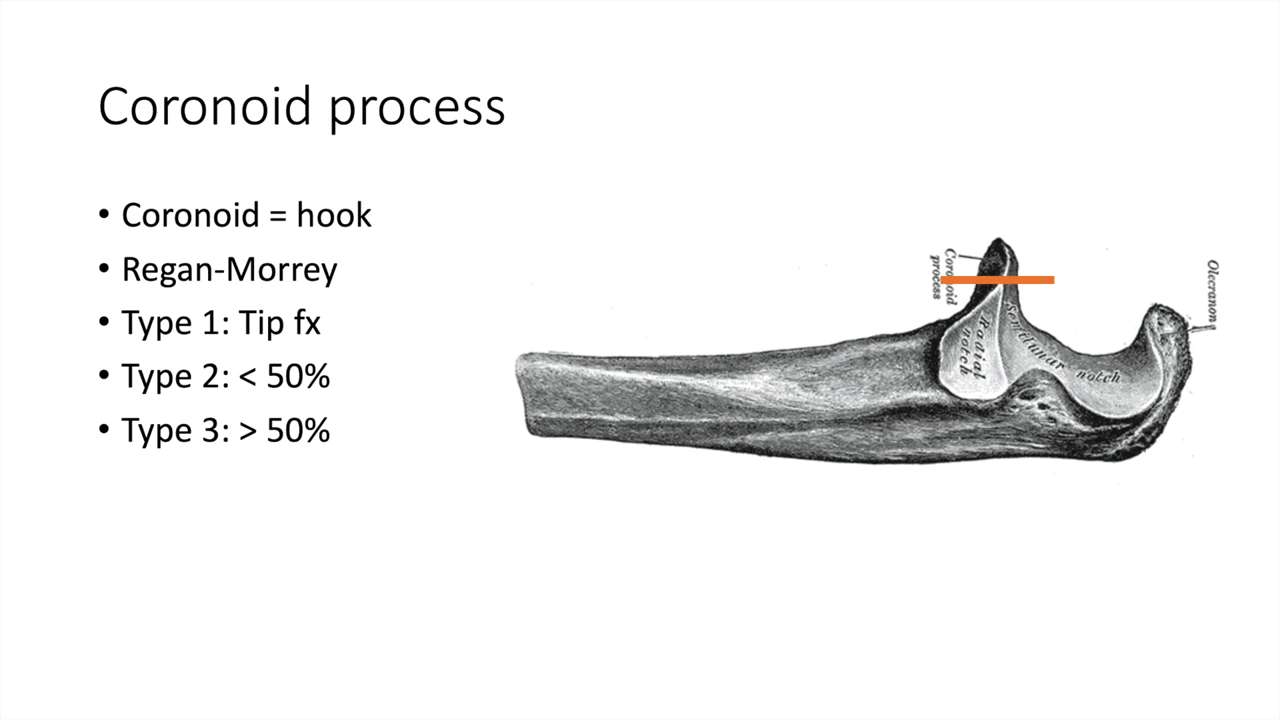 Coronoid process
• Coronoid = hook
• Regan-Morrey
• Type 1: Tip fx
• Type 2: < 50%
• Type 3: > 50%
Coronoid
process
Radial
notch
Semilunar notch
Olecranon